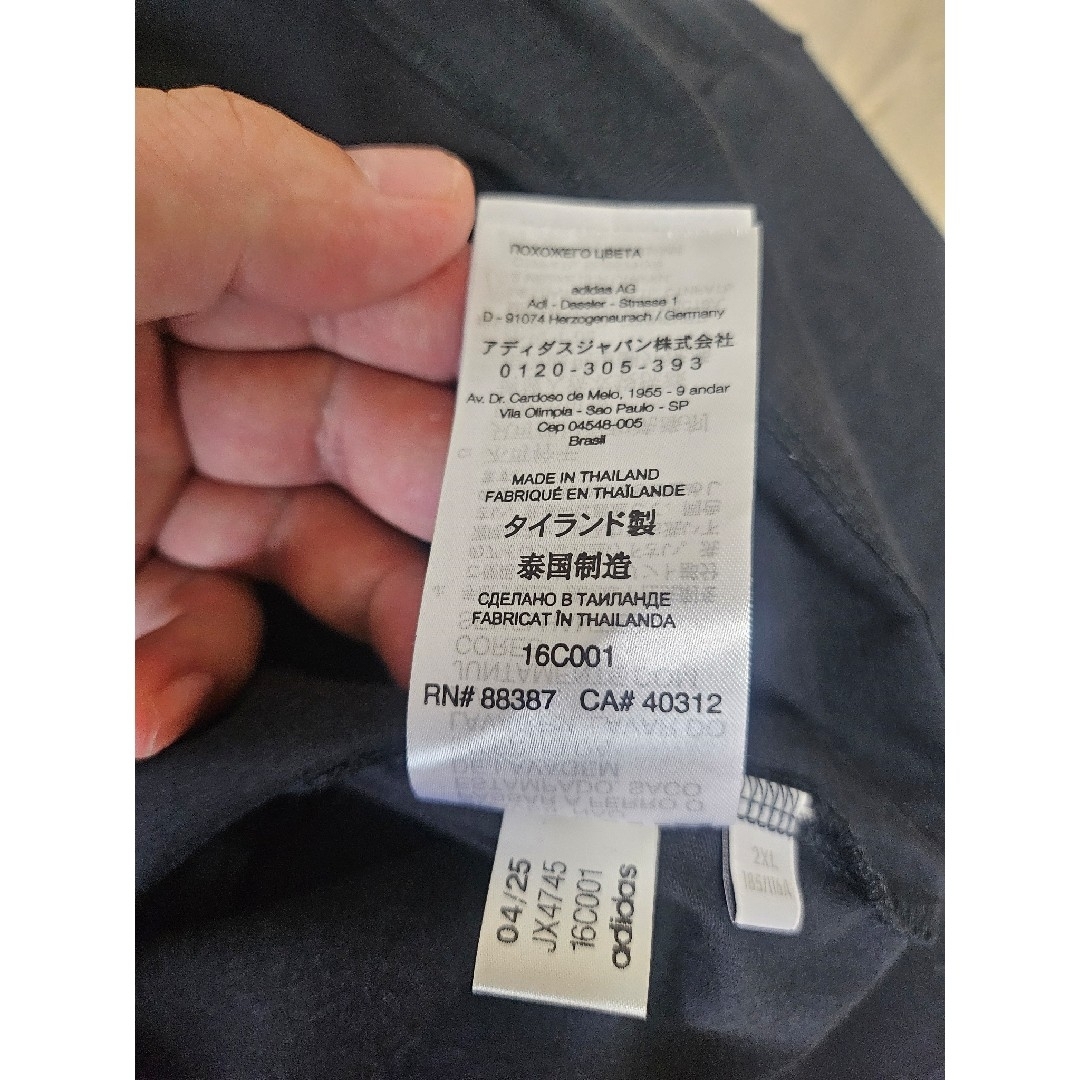 ПОХОЖЕГО ЦВЕТА
adidas AG
Adi - Dassler - Strasse 1
D - 91074 Herzogenaurach / Germany
アディダスジャパン株式会社
0120-305-393
Av. Dr. Cardoso de Melo, 1955 - 9 andar
Vila Olimpia - Sao Paulo - SP
Cep 04548-005
Brasil
MADE IN THAILAND
FABRIQUÉ EN THAÏLANDE
タイランド製
泰国制造
СДЕЛАНО В ТАИЛАНДЕ
FABRICAT ÎN THAILANDA
16C001
RN# 88387 CA# 40312
04/25
JX4745
16C001
adidas
2XL
185/116A